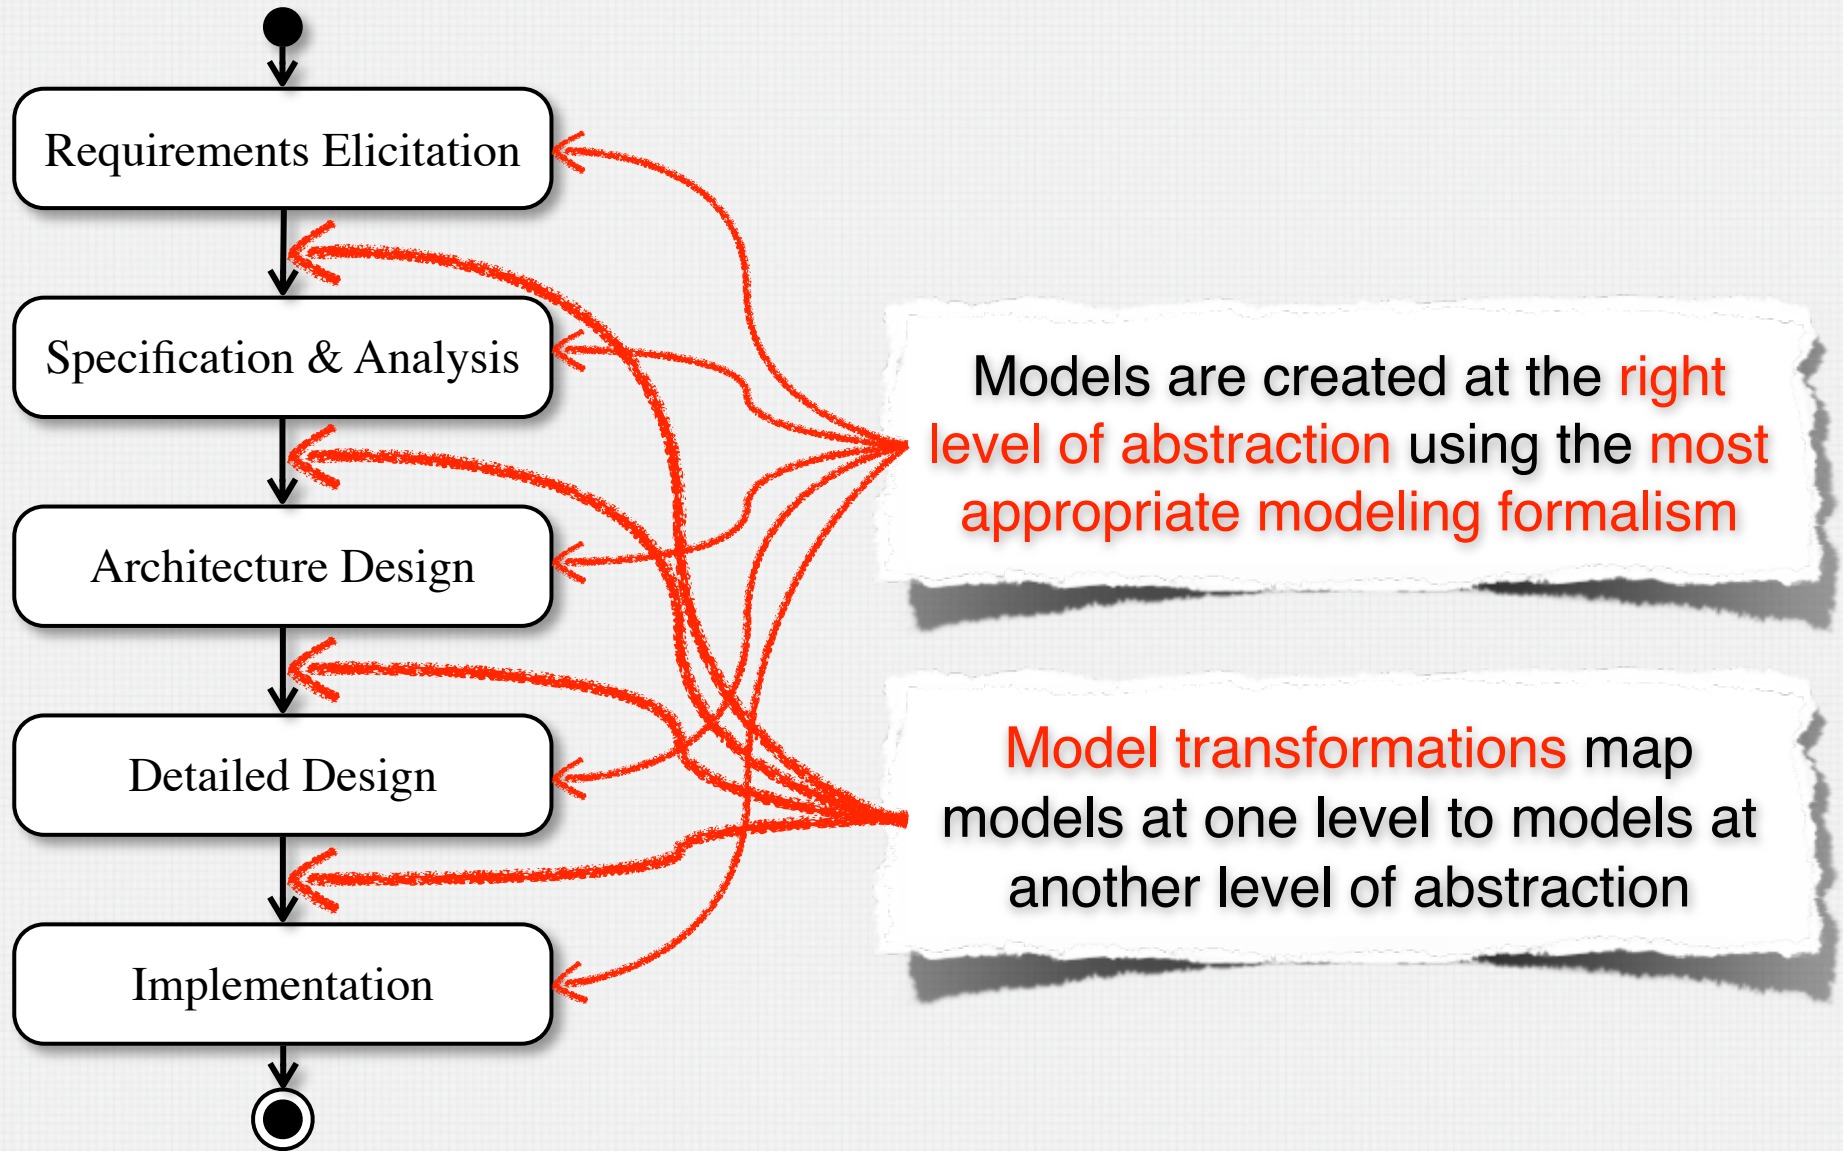 Requirements Elicitation
Specification & Analysis
Architecture Design
Detailed Design
Implementation
Models are created at the right
level of abstraction using the most
appropriate modeling formalism
Model transformations map
models at one level to models at
another level of abstraction